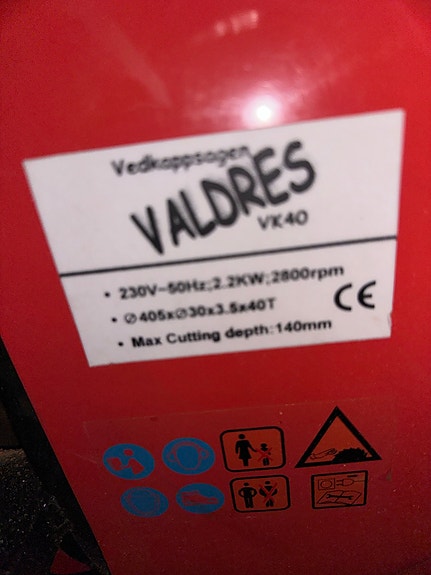 Vedkappsagen
VALDRES
VK40
• 230V~50Hz;2.2KW;2800rpm
• ∅405x∅30x3.5x40T
• Max Cutting depth:140mm
CE